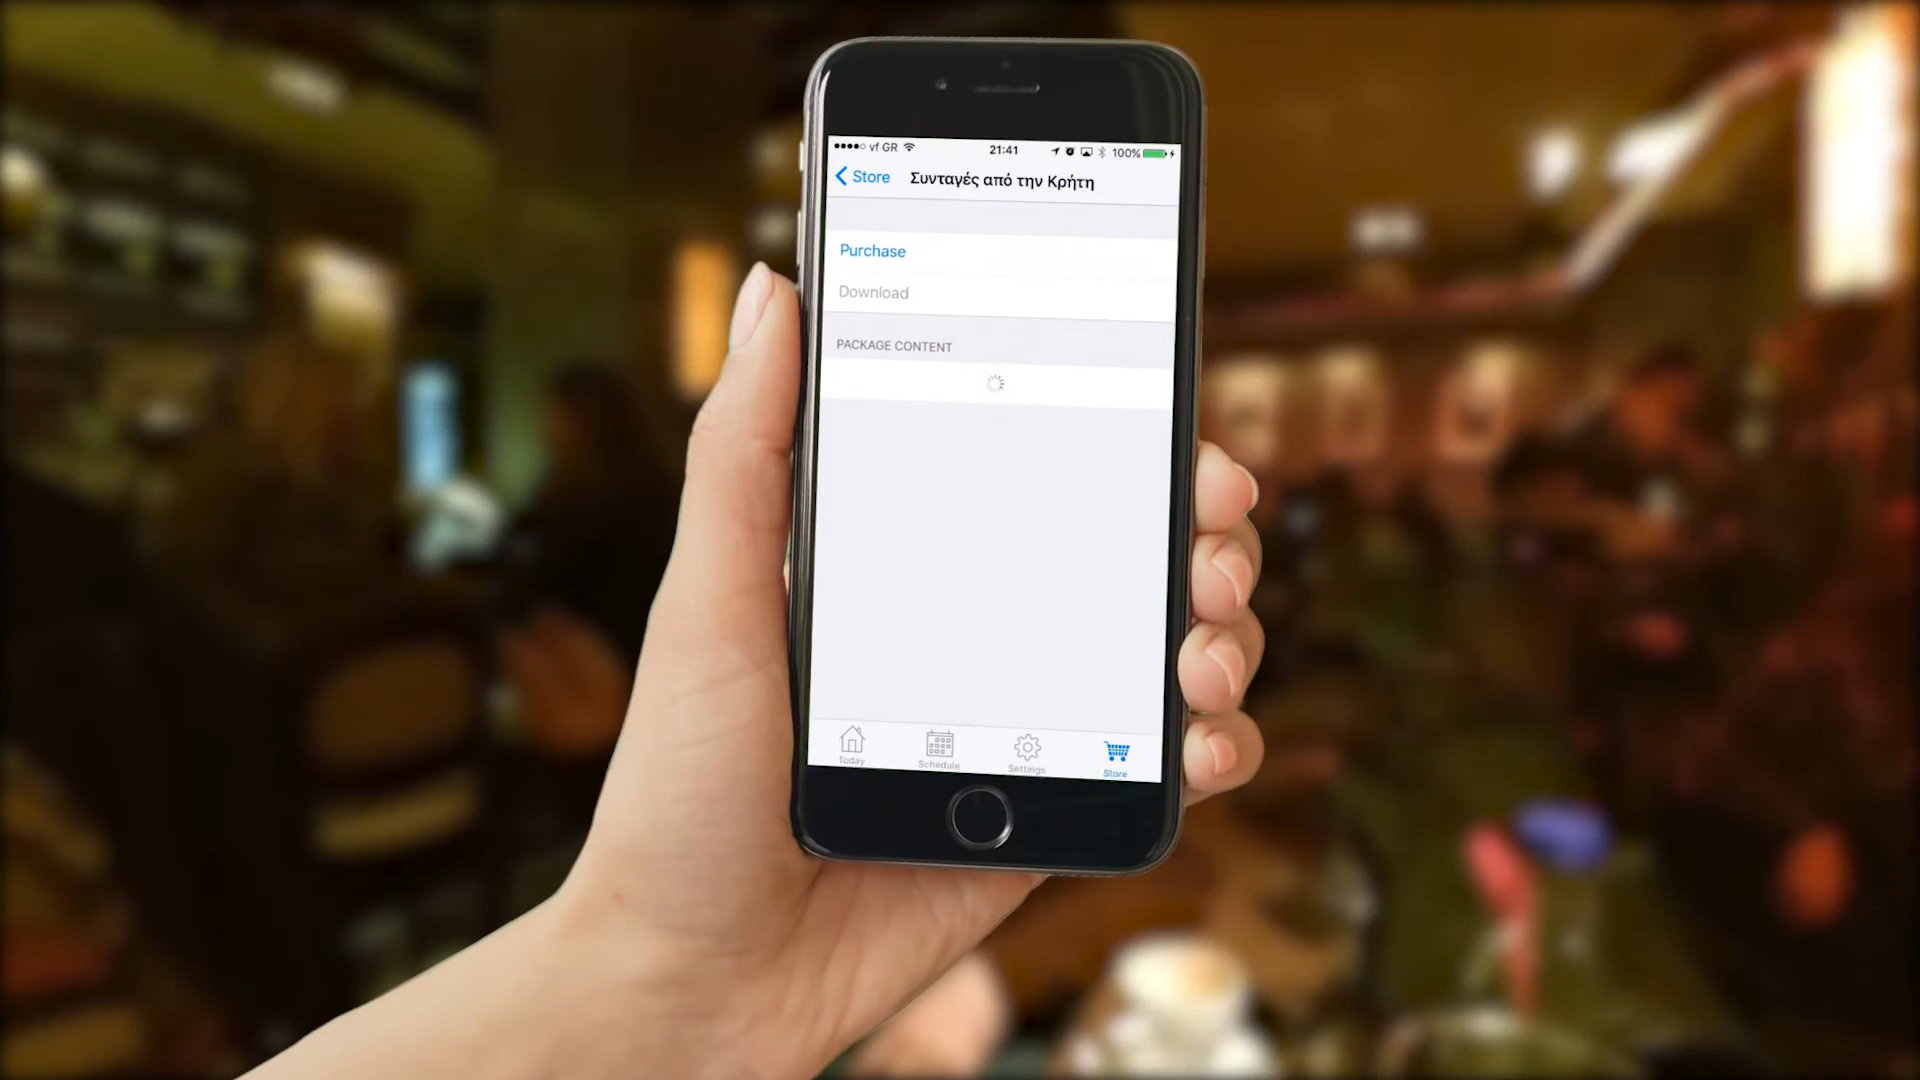 vf GR 21:41 100%
Store Συνταγές από την Κρήτη
Purchase
Download
PACKAGE CONTENT
Today Schedule Settings Store